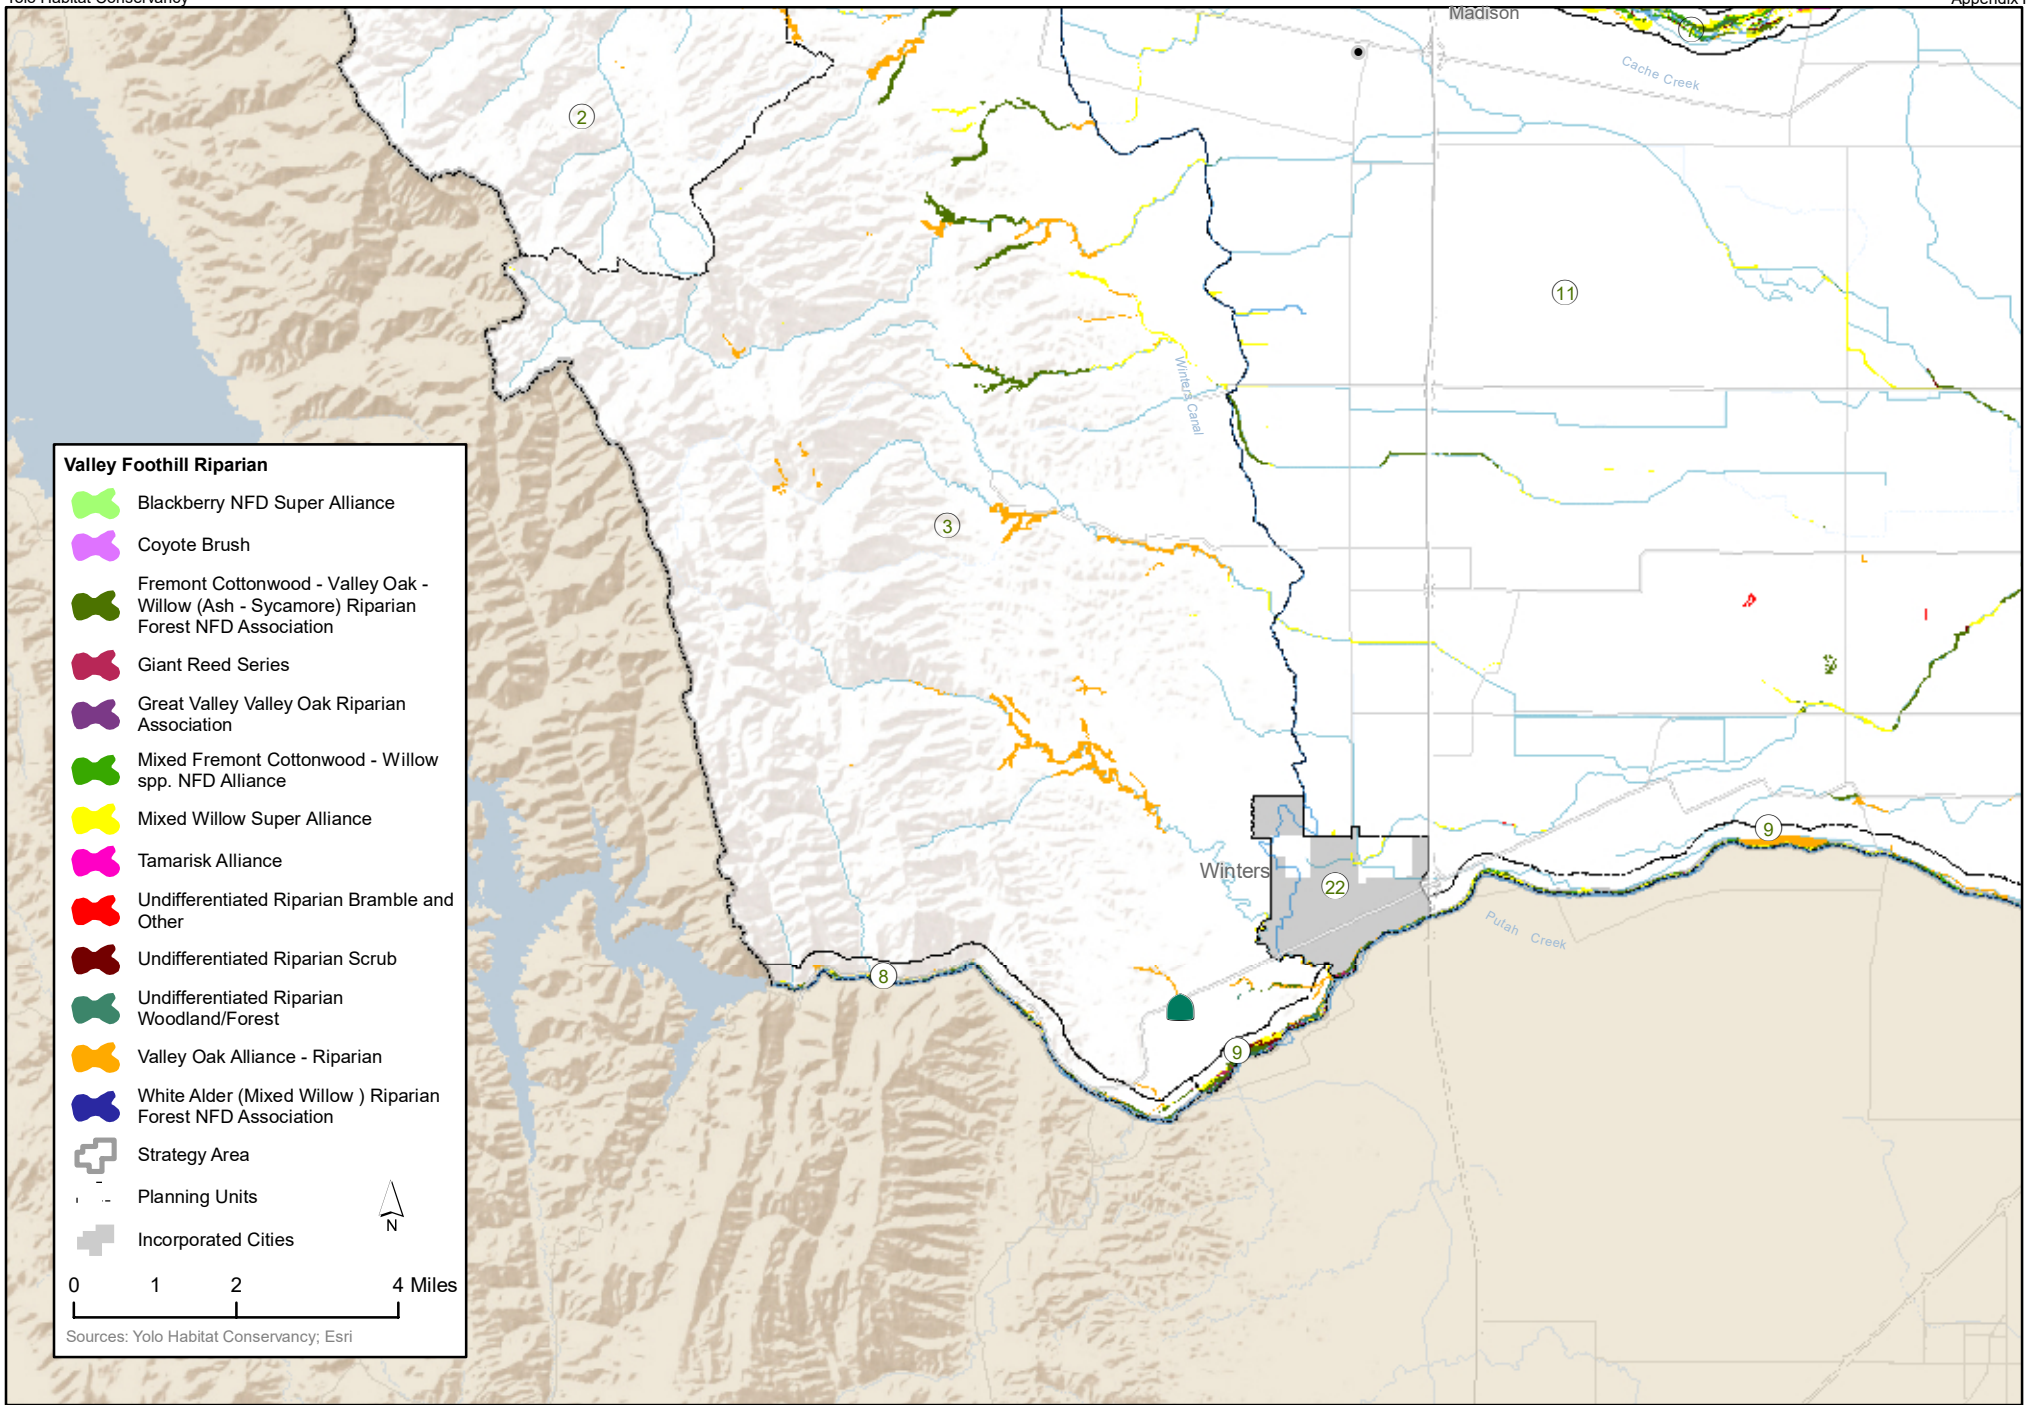 Yolo Habitat Conservancy
Madison
7
Cache Creek
2
11
Winters Canal
3
Valley Foothill Riparian
Blackberry NFD Super Alliance
Coyote Brush
Fremont Cottonwood - Valley Oak -
Willow (Ash - Sycamore) Riparian
Forest NFD Association
Giant Reed Series
Great Valley Valley Oak Riparian
Association
Mixed Fremont Cottonwood - Willow
spp. NFD Alliance
Mixed Willow Super Alliance
Tamarisk Alliance
Undifferentiated Riparian Bramble and
Other
Undifferentiated Riparian Scrub
Undifferentiated Riparian
Woodland/Forest
Valley Oak Alliance - Riparian
White Alder (Mixed Willow ) Riparian
Forest NFD Association
Strategy Area
Planning Units
Incorporated Cities
N
0 1 2 4 Miles
Sources: Yolo Habitat Conservancy; Esri
9
Winters
22
Putah Creek
8
9